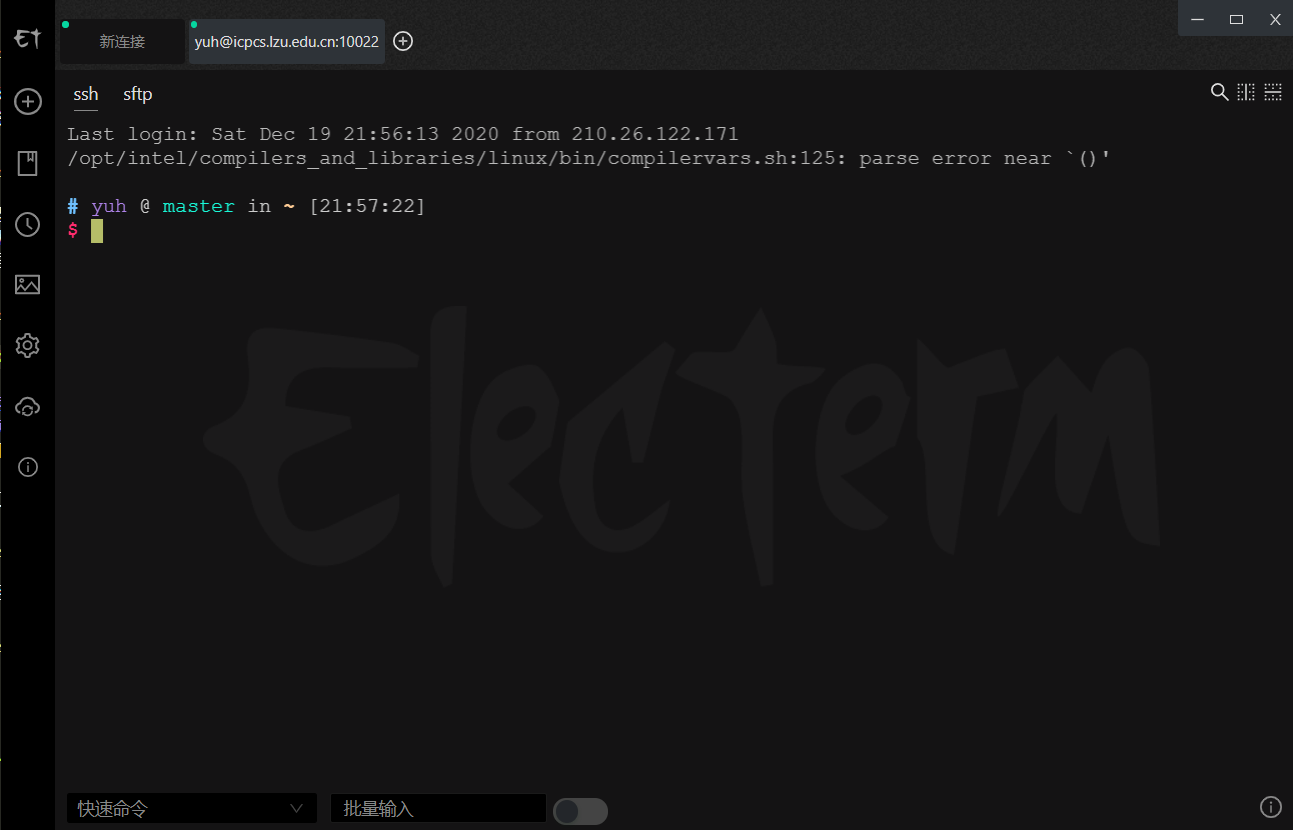 新连接
yuh@icpcs.lzu.edu.cn:10022
ssh
sftp
Last login: Sat Dec 19 21:56:13 2020 from 210.26.122.171
/opt/intel/compilers_and_libraries/linux/bin/compilervars.sh:125: parse error near `()'
# yuh @ master in ~ [21:57:22]
$
Electerm
快速命令
批量输入